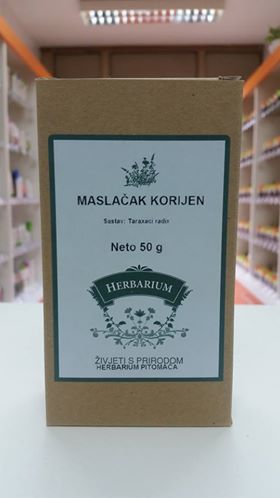 MASLAČAK KORIJEN
Sastav: Taraxaci radix
Neto 50 g
HERBARIUM
ŽIVJETI S PRIRODOM
HERBARIUM PITOMAČA